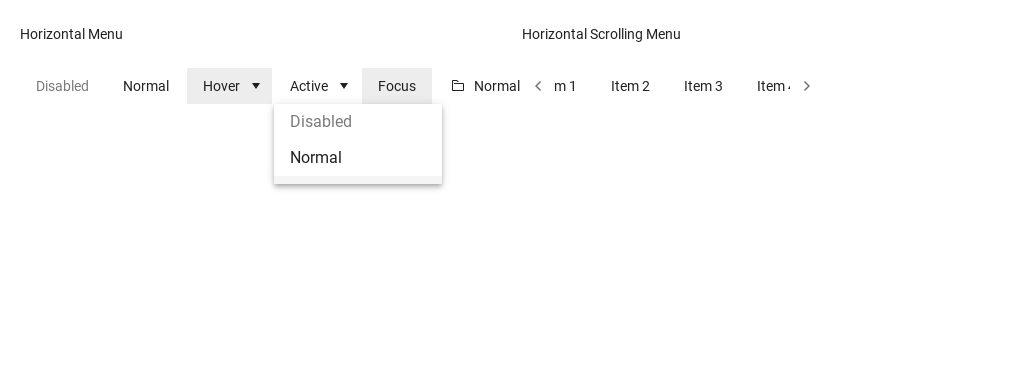 Horizontal Menu
Horizontal Scrolling Menu
Disabled Normal Hover Active Focus Normal m 1 Item 2 Item 3 Item
Disabled
Normal